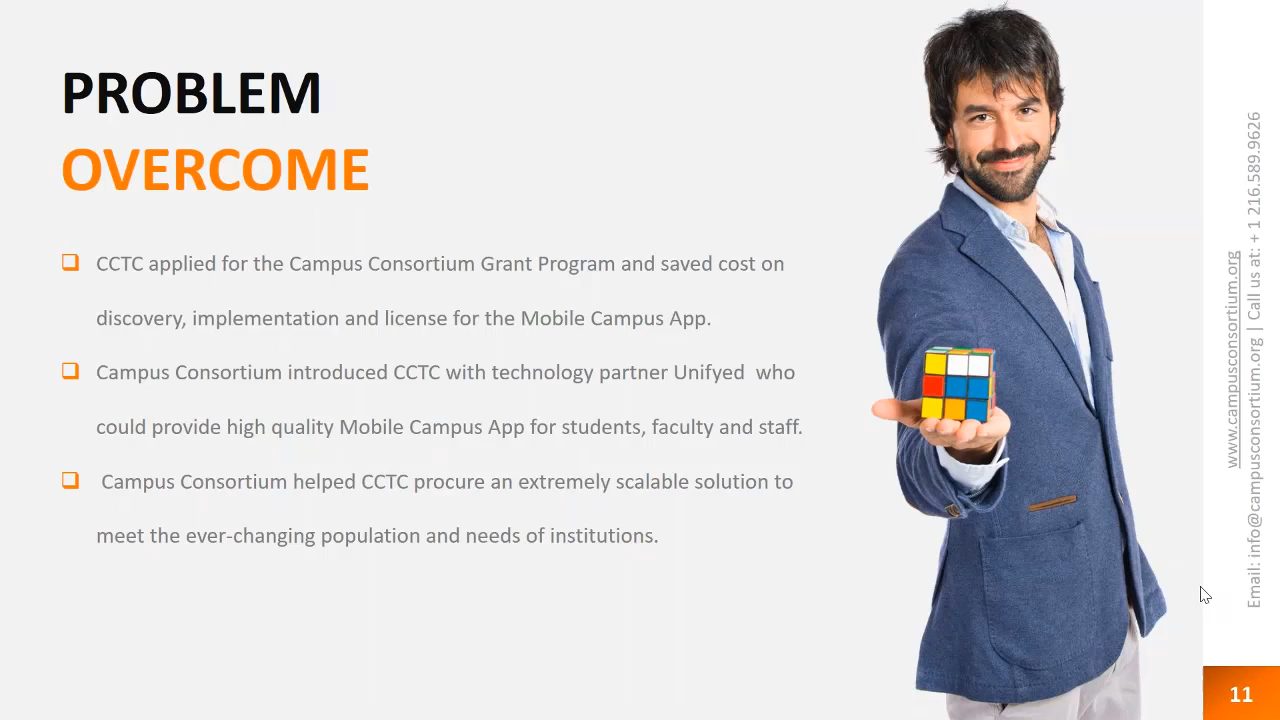 PROBLEM
OVERCOME
CCTC applied for the Campus Consortium Grant Program and saved cost on
discovery, implementation and license for the Mobile Campus App.
Campus Consortium introduced CCTC with technology partner Unifyed  who
could provide high quality Mobile Campus App for students, faculty and staff.
Campus Consortium helped CCTC procure an extremely scalable solution to
meet the ever-changing population and needs of institutions.
www.campusconsortium.org
Email: info@campusconsortium.org | Call us at: + 1 216.589.9626
11